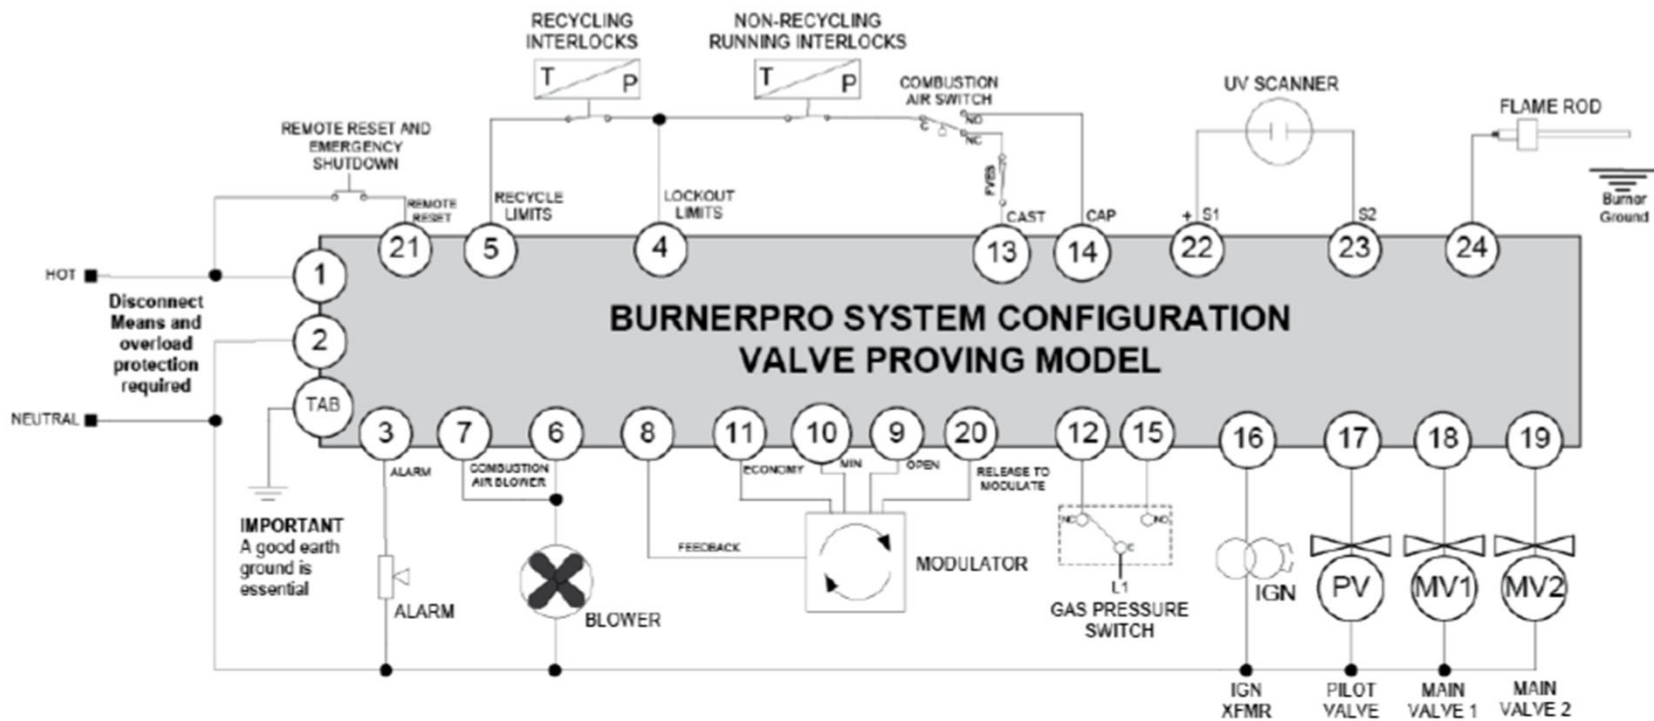 RECYCLING
INTERLOCKS
NON-RECYCLING
RUNNING INTERLOCKS
T
P
T
P
COMBUSTION
AIR SWITCH
NO
C
NC
UV SCANNER
FLAME ROD
REMOTE RESET AND
EMERGENCY
SHUTDOWN
REMOTE
RESET
RECYCLE
LIMITS
LOCKOUT
LIMITS
PVES
CAST
CAP
+ S1
S2
Burner
Ground
21
5
4
13
14
22
23
24
HOT
1
Disconnect
Means and
overload
protection
required
2
NEUTRAL
TAB
BURNERPRO SYSTEM CONFIGURATION
VALVE PROVING MODEL
3
7
6
8
11
10
9
20
12
15
16
17
18
19
ALARM
COMBUSTION
AIR BLOWER
ECONOMY
MIN
OPEN
RELEASE TO
MODULATE
IMPORTANT
A good earth
ground is
essential
ALARM
BLOWER
FEEDBACK
MODULATOR
NO
C
L1
GAS PRESSURE
SWITCH
IGN
PV
MV1
MV2
IGN
XFMR
PILOT
VALVE
MAIN
VALVE 1
MAIN
VALVE 2